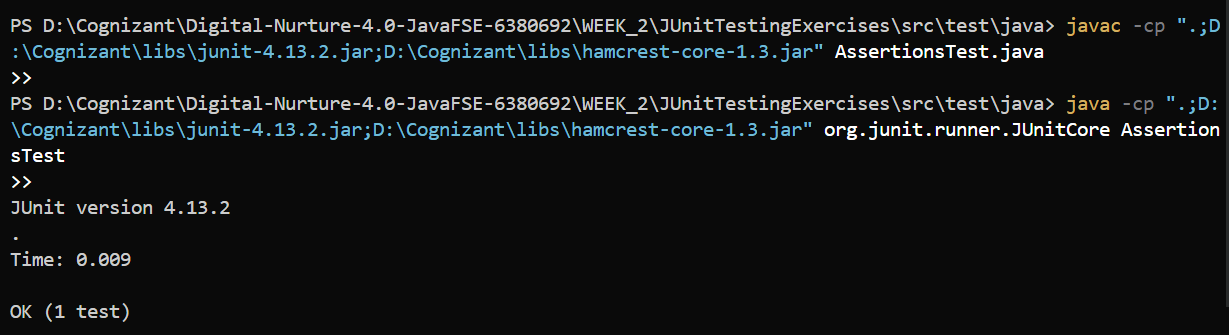 PS D:\Cognizant\Digital-Nurture-4.0-JavaFSE-6380692\WEEK_2\JUnitTestingExercises\src\test\java> javac -cp ".;D
:\Cognizant\libs\junit-4.13.2.jar;D:\Cognizant\libs\hamcrest-core-1.3.jar" AssertionsTest.java
>>
PS D:\Cognizant\Digital-Nurture-4.0-JavaFSE-6380692\WEEK_2\JUnitTestingExercises\src\test\java> java -cp ".;D:
\Cognizant\libs\junit-4.13.2.jar;D:\Cognizant\libs\hamcrest-core-1.3.jar" org.junit.runner.JUnitCore Assertion
sTest
>>
JUnit version 4.13.2
.
Time: 0.009
OK (1 test)